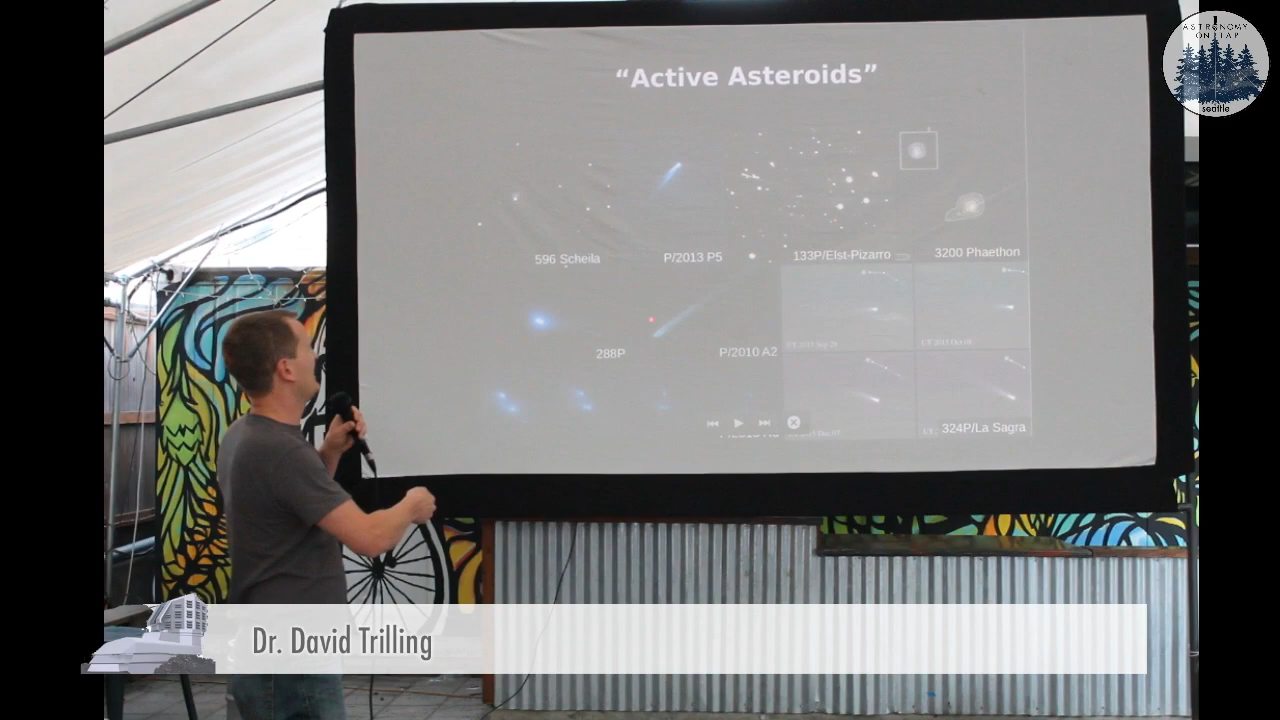 ASTRONOMY
ON TAP
seattle
“Active Asteroids”
596 Scheila
P/2013 P5
133P/Elst-Pizarro
3200 Phaethon
288P
P/2010 A2
324P/La Sagra
Dr. David Trilling